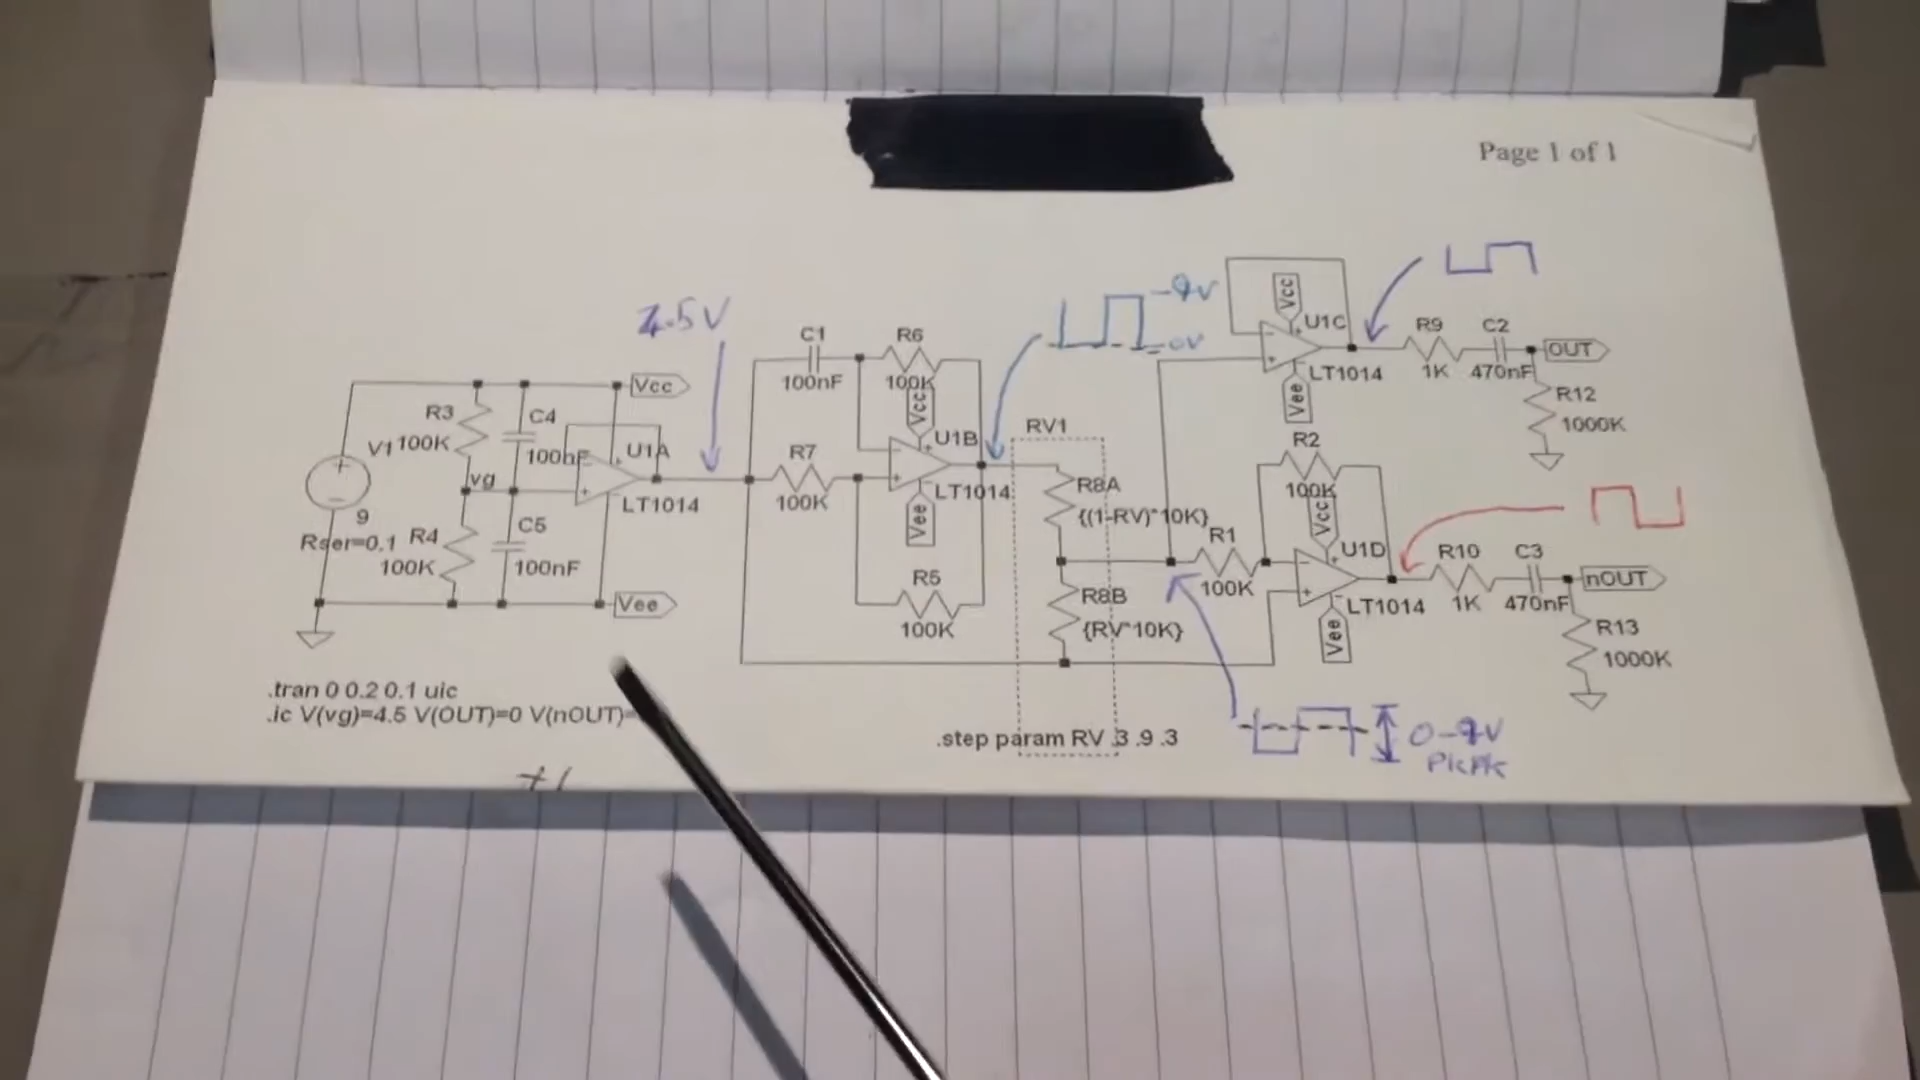 Page 1 of 1
4.5V
-9V
0V
Vcc
R3
100K
C4
100nF
V1
9
Rser=0.1
vg
R4
100K
C5
100nF
Vee
U1A
LT1014
C1
100nF
R6
100K
R7
100K
Vcc
U1B
LT1014
Vee
R5
100K
RV1
R8A
{(1-RV)*10K}
R8B
{RV*10K}
Vcc
U1C
LT1014
Vee
R9
1K
C2
470nF
OUT
R12
1000K
R2
100K
R1
100K
Vcc
U1D
LT1014
Vee
R10
1K
C3
470nF
nOUT
R13
1000K
.tran 0 0.2 0.1 uic
.ic V(vg)=4.5 V(OUT)=0 V(nOUT)=
.step param RV .3 .9 .3
0-9V
PKPK